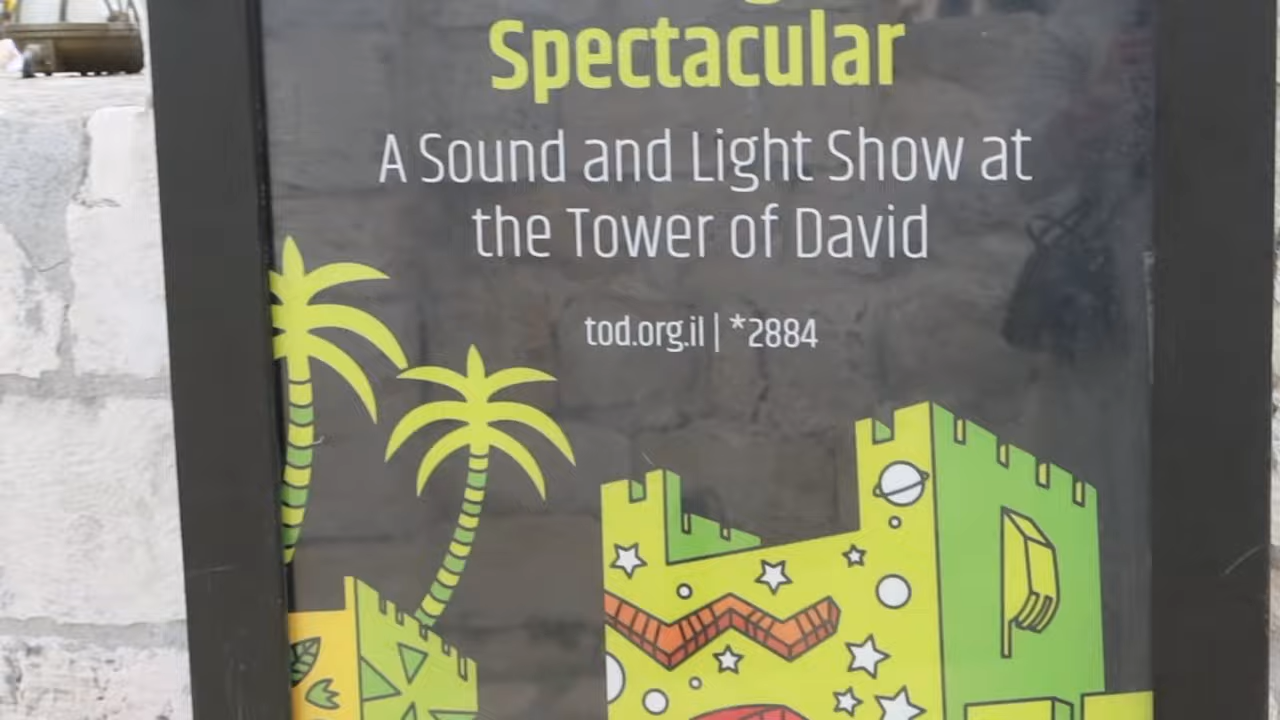 Spectacular
A Sound and Light Show at
the Tower of David
tod.org.il | *2884